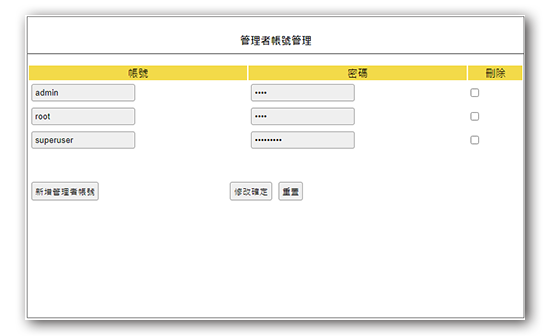 管理者帳號管理
帳號 密碼 刪除
admin ••••
root ••••
superuser •••••••••
新增管理者帳號 修改確定 重置